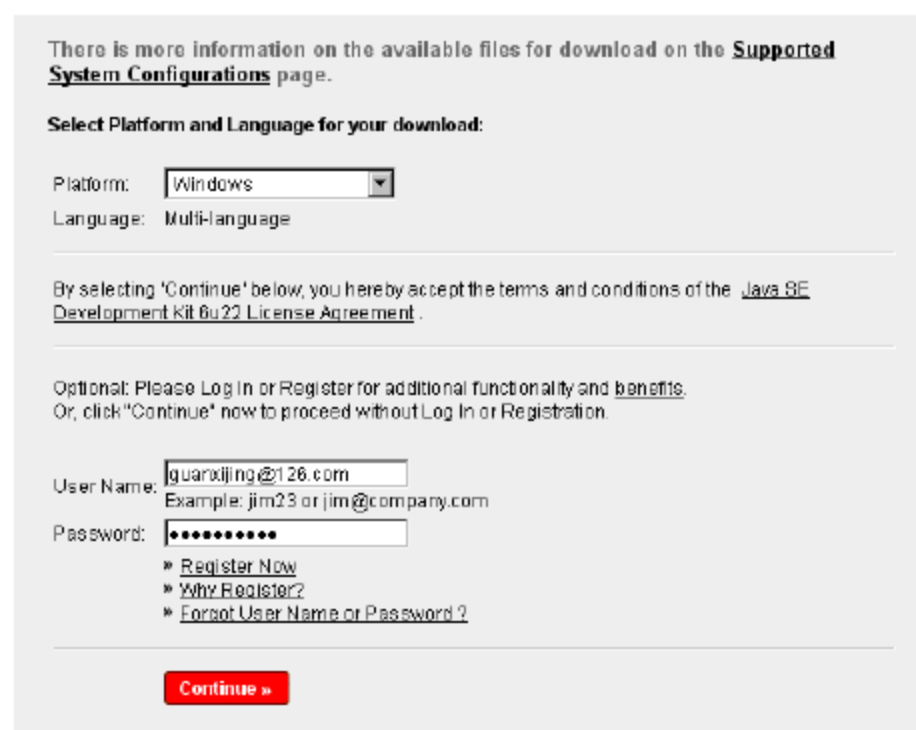 There is more information on the available files for download on the Supported
System Configurations page.
Select Platform and Language for your download:
Platform: Windows
Language: Multi-language
By selecting 'Continue' below, you hereby accept the terms and conditions of the Java SE
Development Kit 6u22 License Agreement .
Optional: Please Log In or Register for additional functionality and benefits.
Or, click "Continue" now to proceed without Log In or Registration.
User Name: guanxijing@126.com
Example: jim23 or jim@company.com
Password: ••••••••••
» Register Now
» Why Register?
» Forgot User Name or Password ?
Continue »